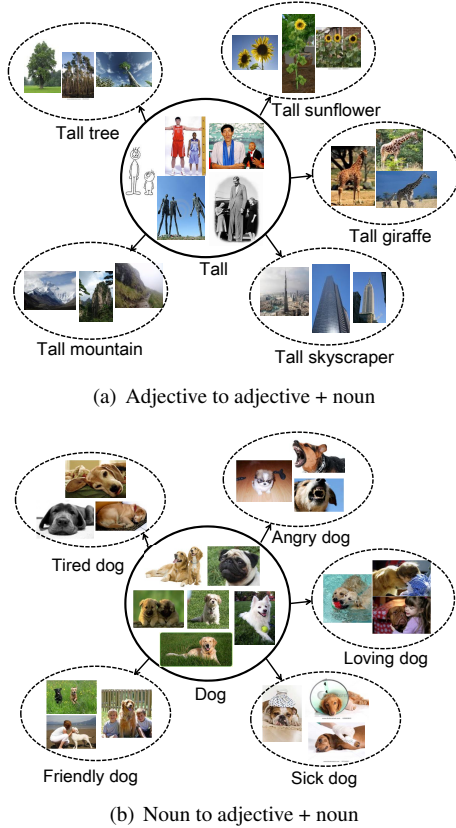 Tall tree
Tall sunflower
Tall giraffe
Tall
Tall mountain
Tall skyscraper
(a) Adjective to adjective + noun
Tired dog
Angry dog
Loving dog
Dog
Friendly dog
Sick dog
(b) Noun to adjective + noun